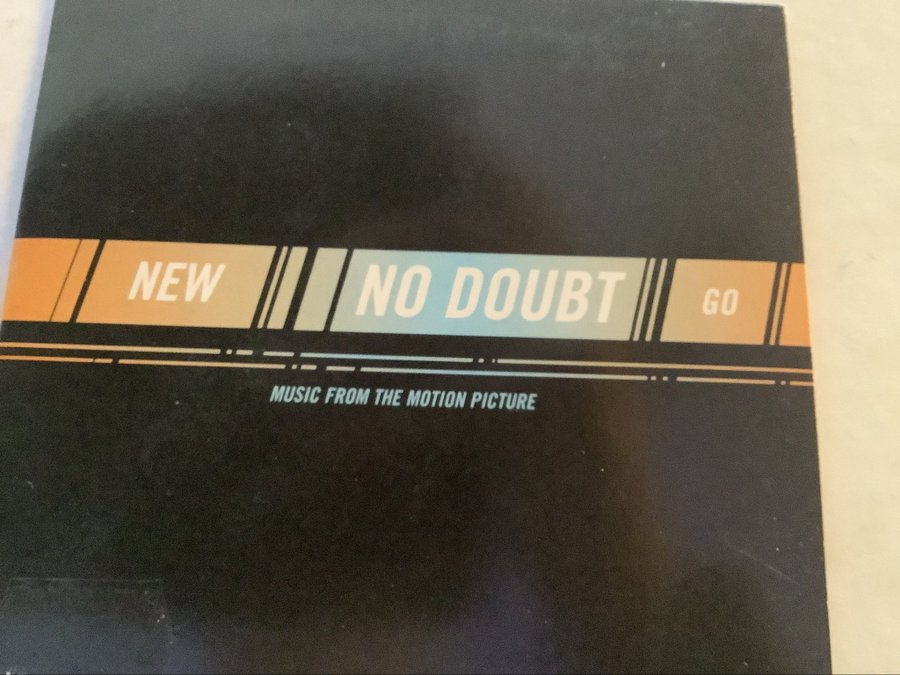 NEW NO DOUBT GO
MUSIC FROM THE MOTION PICTURE